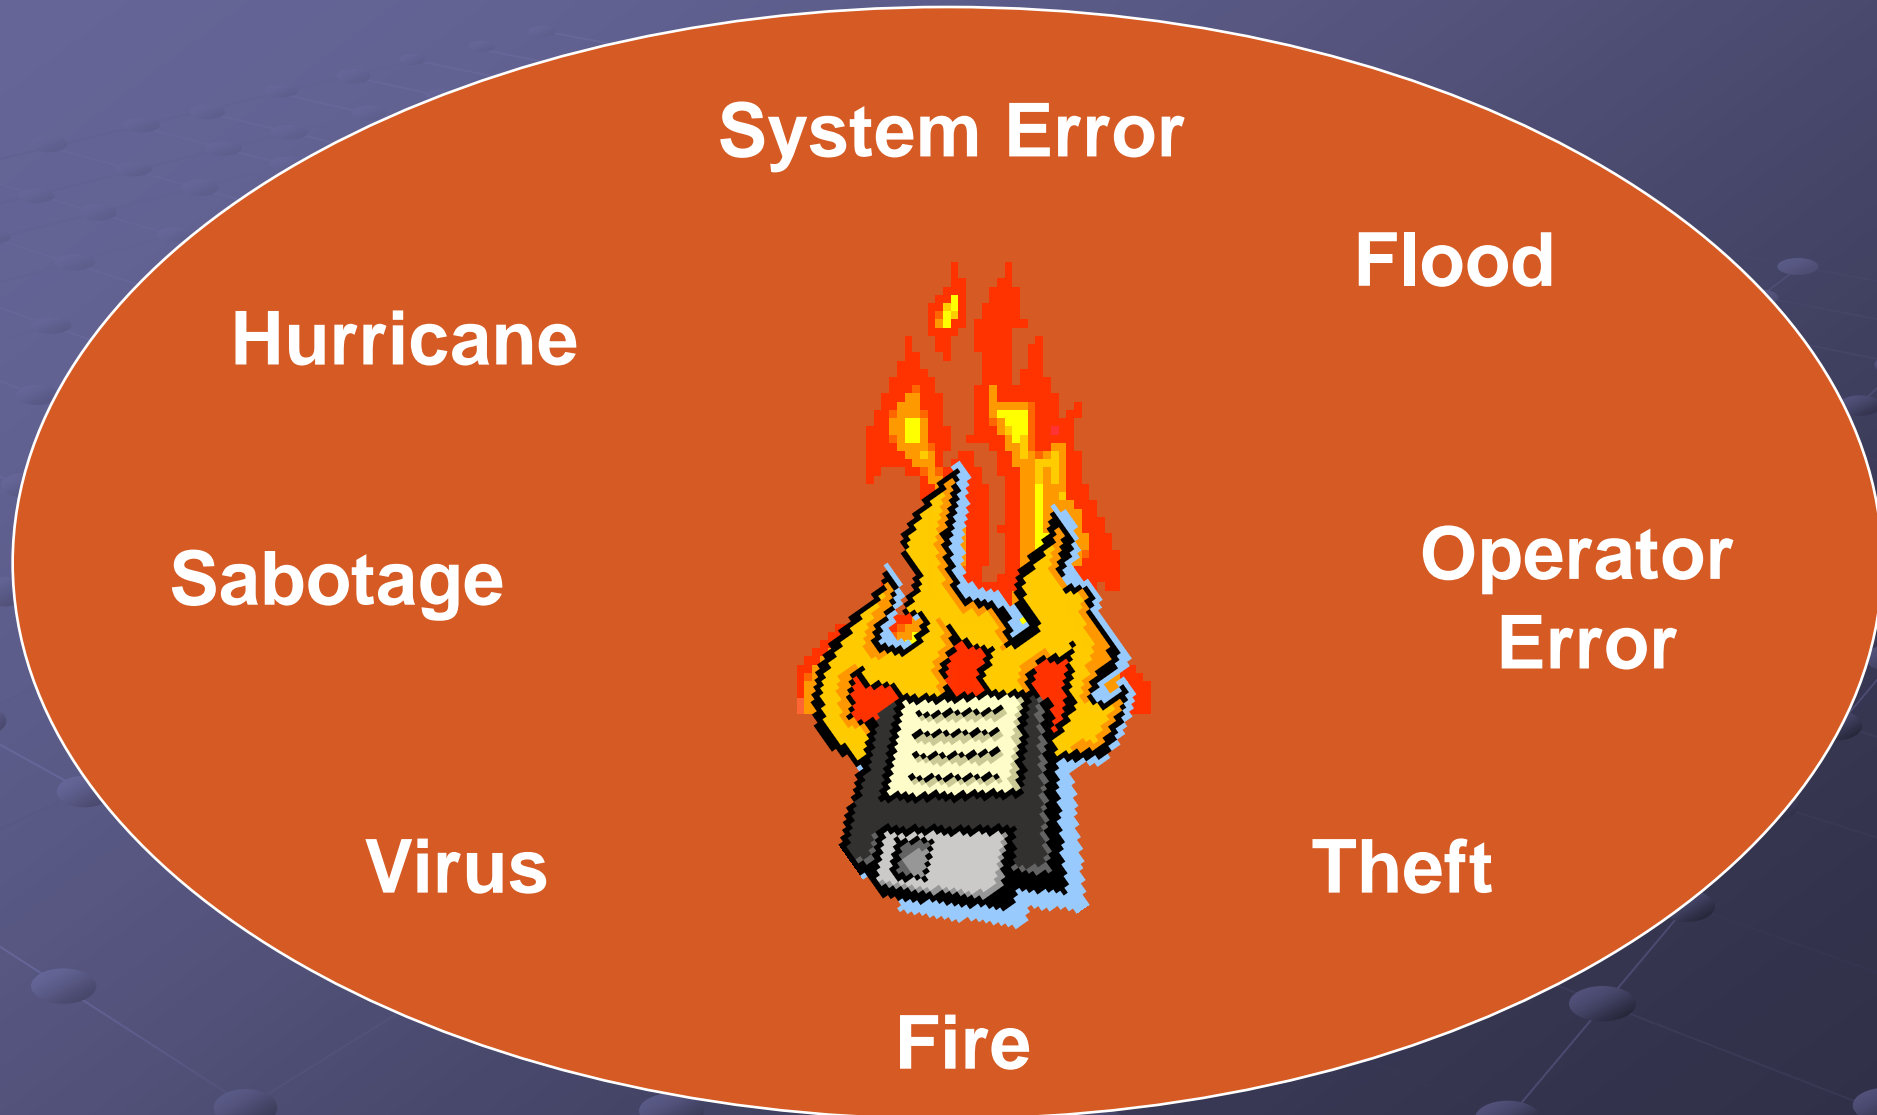 System Error
Flood
Hurricane
Sabotage
Operator
Error
Virus
Theft
Fire